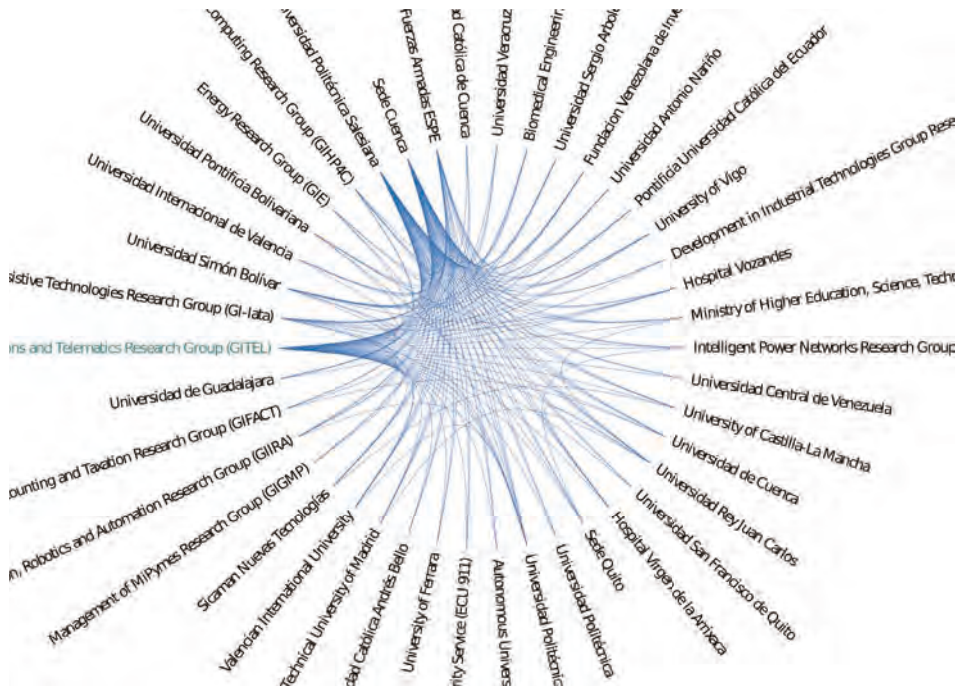 Computing Research Group (GIHPAC)
Politécnica Salesiana
Sede Cuenca
Fuerzas Armadas ESPE
Católica de Cuenca
Universidad Veracruz
Biomedical Engineerin
Universidad Sergio Arbol
Fundacion Venezolana de Inve
Universidad Antonio Nariño
Pontificia Universidad Católica del Ecuador
University of Vigo
Development in Industrial Technologies Group Rese
Hospital Vozandes
Ministry of Higher Education, Science, Techn
Intelligent Power Networks Research Group
Universidad Central de Venezuela
University of Castilla-La Mancha
Universidad de Cuenca
Universidad Rey Juan Carlos
Universidad San Francisco de Quito
Hospital Virgen de la Arrixaca
Sede Quito
Universidad Politécnica
Universidad Politécnica
Autonomous Univers
rity Service (ECU 911)
University of Ferrara
dad Católica Andrés Bello
Technical University of Madrid
Valencian International University
Sicaman Nuevas Tecnologías
Management of MiPymes Research Group (GIGMP)
n, Robotics and Automation Research Group (GIIRA)
ounting and Taxation Research Group (GIFACT)
Universidad de Guadalajara
ns and Telematics Research Group (GITEL)
sistive Technologies Research Group (GI-Iata)
Universidad Simón Bolívar
Universidad Internacional de Valencia
Universidad Pontificia Bolivariana
Energy Research Group (GIE)